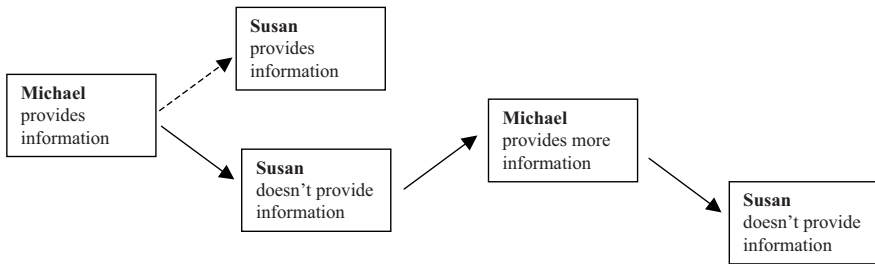 Michael
provides
information
Susan
provides
information
Susan
doesn’t provide
information
Michael
provides more
information
Susan
doesn’t provide
information